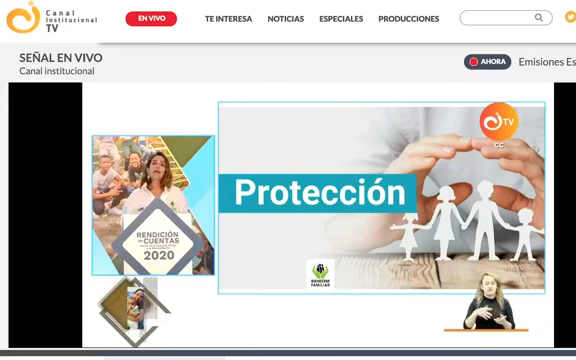 Canal
Institucional
TV
EN VIVO
TE INTERESA
NOTICIAS
ESPECIALES
PRODUCCIONES
SEÑAL EN VIVO
Canal institucional
AHORA
Emisiones Es
TV
CC
Protección
RENDICIÓN
DE CUENTAS
2020
BIENESTAR
FAMILIAR